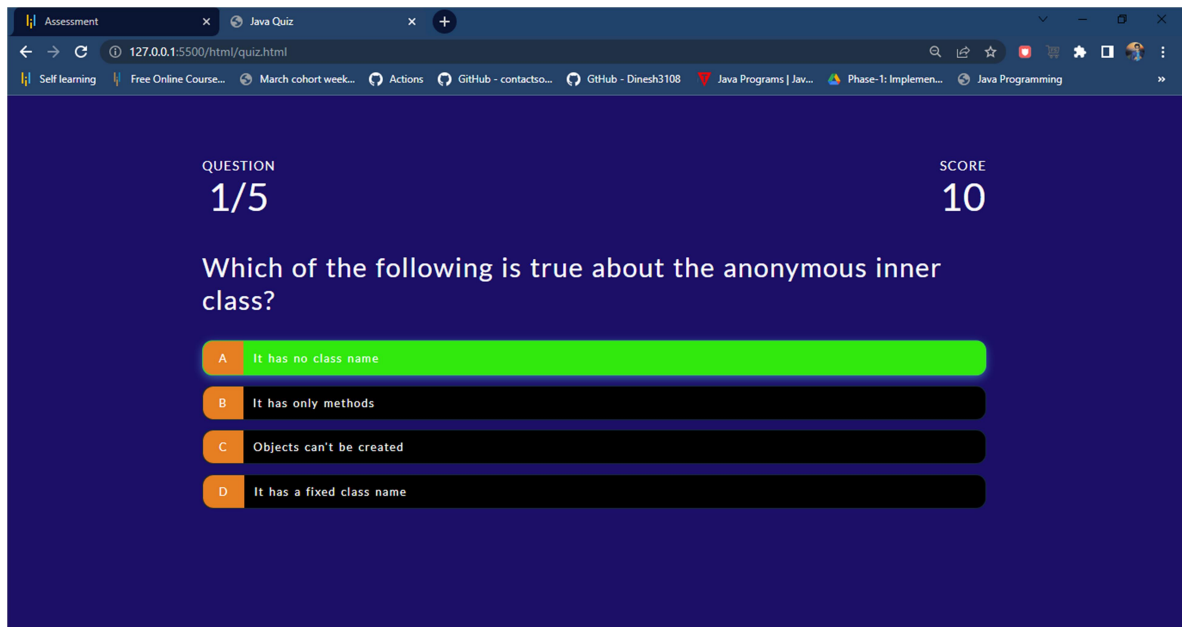 Assessment
Java Quiz
127.0.0.1:5500/html/quiz.html
Self learning
Free Online Course...
March cohort week...
Actions
GitHub - contactso...
GtHub - Dinesh3108
Java Programs | Jav...
Phase-1: Implemen...
Java Programming
QUESTION
1/5
SCORE
10
Which of the following is true about the anonymous inner
class?
A It has no class name
B It has only methods
C Objects can't be created
D It has a fixed class name